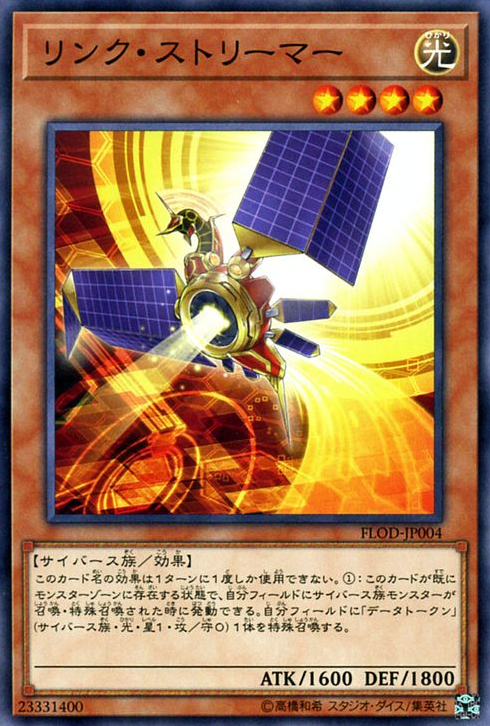 リンク・ストリーマー
光
ひかり
FLOD-JP004
【サイバース族／効果】
このカード名の効果は1ターンに1度しか使用できない。①：このカードが既に
モンスターゾーンに存在する状態で、自分フィールドにサイバース族モンスターが
召喚・特殊召喚された時に発動できる。自分フィールドに「データトークン」
(サイバース族・光・星1・攻／守0)1体を特殊召喚する。
ATK/1600 DEF/1800
23331400
©高橋和希 スタジオ・ダイス/集英社